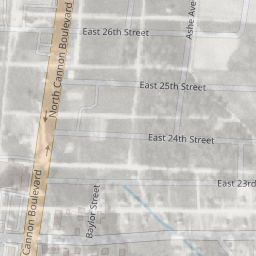 East 26th Street
Ashe Ave
North Cannon Boulevard
East 25th Street
East 24th Street
East 23rd
Baylor Street
Cannon Boulevard